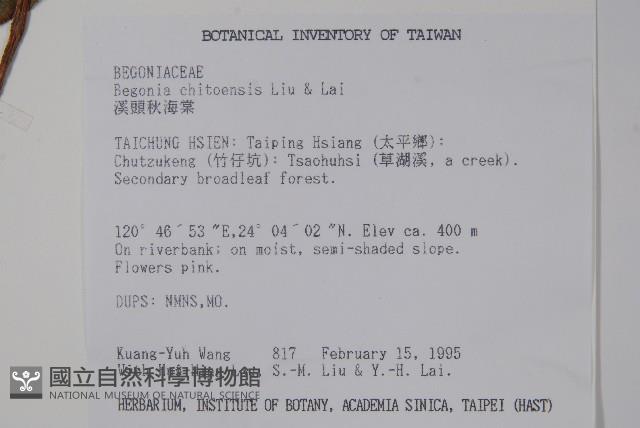 BOTANICAL INVENTORY OF TAIWAN
BEGONIACEAE
Begonia chitoensis Liu & Lai
溪頭秋海棠
TAICHUNG HSIEN: Taiping Hsiang (太平鄉):
Chutzukeng (竹仔坑): Tsaohuhsi (草湖溪, a creek).
Secondary broadleaf forest.
120° 46´ 53 ˝E,24° 04´ 02 ˝N. Elev ca. 400 m
On riverbank; on moist, semi-shaded slope.
Flowers pink.
DUPS: NMNS,MO.
Kuang-Yuh Wang 817 February 15, 1995
With S.-M. Liu & Y.-H. Lai.
國立自然科學博物館
NATIONAL MUSEUM OF NATURAL SCIENCE
HERBARIUM, INSTITUTE OF BOTANY, ACADEMIA SINICA, TAIPEI (HAST)